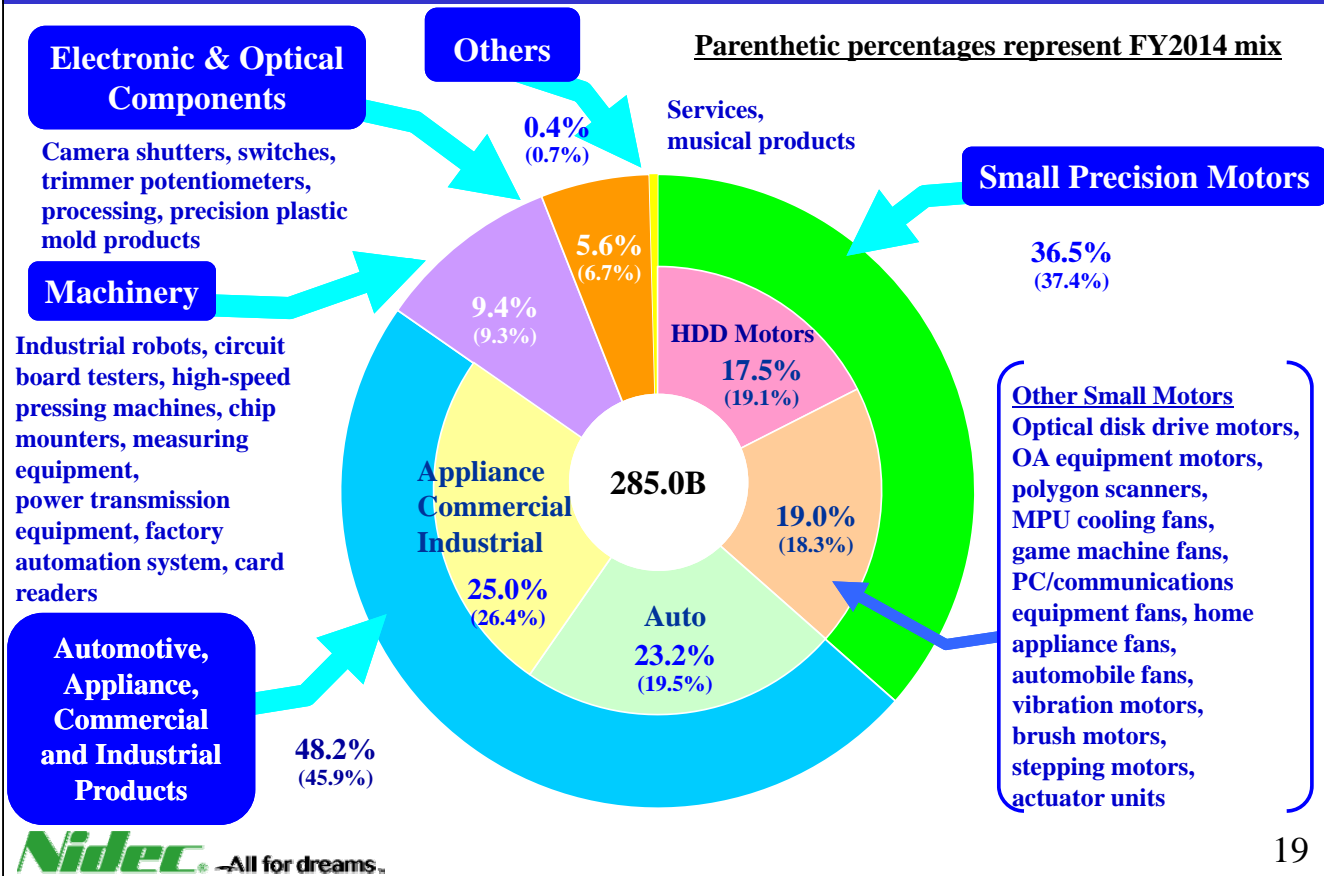 Parenthetic percentages represent FY2014 mix
Electronic & Optical
Components
Camera shutters, switches,
trimmer potentiometers,
processing, precision plastic
mold products
Others
0.4%
(0.7%)
Services,
musical products
Small Precision Motors
36.5%
(37.4%)
Machinery
Industrial robots, circuit
board testers, high-speed
pressing machines, chip
mounters, measuring
equipment,
power transmission
equipment, factory
automation system, card
readers
5.6%
(6.7%)
9.4%
(9.3%)
HDD Motors
17.5%
(19.1%)
19.0%
(18.3%)
285.0B
Appliance
Commercial
Industrial
25.0%
(26.4%)
Auto
23.2%
(19.5%)
Other Small Motors
Optical disk drive motors,
OA equipment motors,
polygon scanners,
MPU cooling fans,
game machine fans,
PC/communications
equipment fans, home
appliance fans,
automobile fans,
vibration motors,
brush motors,
stepping motors,
actuator units
Automotive,
Appliance,
Commercial
and Industrial
Products
48.2%
(45.9%)
Nidec -All for dreams™
19